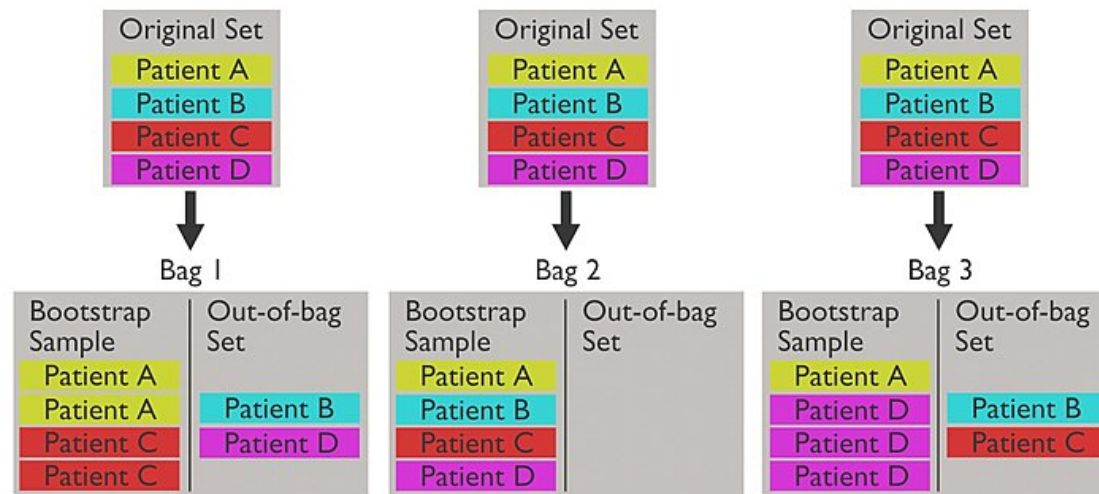 Original Set
Patient A
Patient B
Patient C
Patient D
Original Set
Patient A
Patient B
Patient C
Patient D
Original Set
Patient A
Patient B
Patient C
Patient D
Bag 1
Bootstrap
Sample
Patient A
Patient A
Patient C
Patient C
Out-of-bag
Set
Patient B
Patient D
Bag 2
Bootstrap
Sample
Patient A
Patient B
Patient C
Patient D
Out-of-bag
Set
Bag 3
Bootstrap
Sample
Patient A
Patient D
Patient D
Patient D
Out-of-bag
Set
Patient B
Patient C